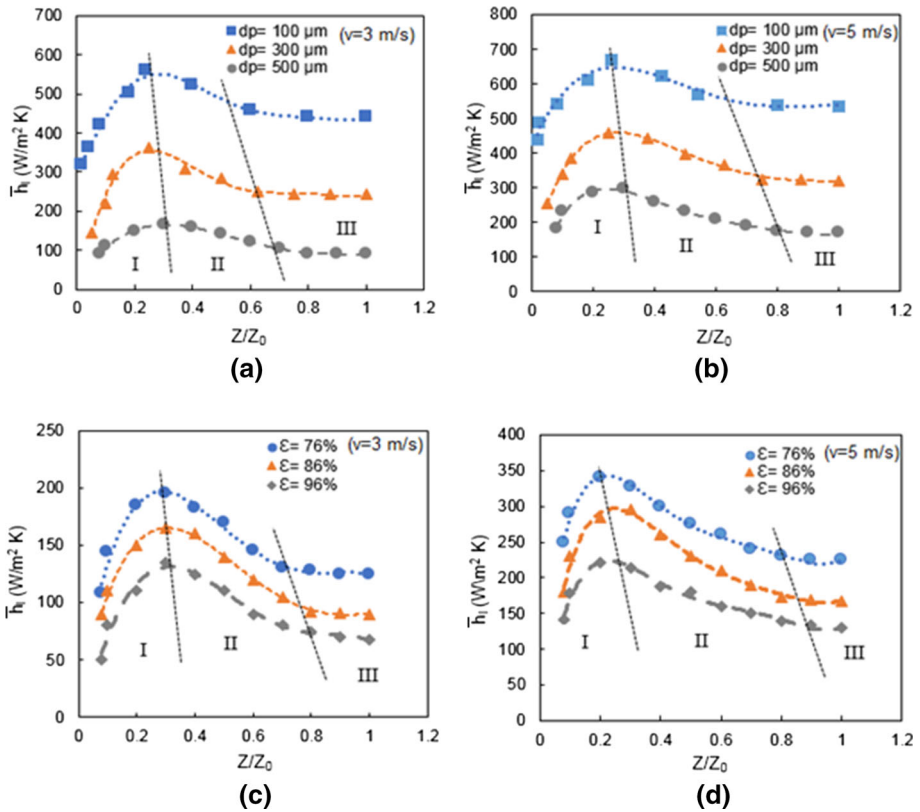 700
600
500
400
300
200
100
0
h̅ₗ (W/m² K)
dp= 100 µm (v=3 m/s)
dp= 300 µm
dp= 500 µm
I II III
0 0.2 0.4 0.6 0.8 1 1.2
Z/Z₀
(a)
800
700
600
500
400
300
200
100
0
h̅ₗ (W/m² K)
dp= 100 µm (v=5 m/s)
dp= 300 µm
dp= 500 µm
I II III
0 0.2 0.4 0.6 0.8 1 1.2
Z/Z₀
(b)
250
200
150
100
50
0
h̅ₗ (W/m² K)
Ɛ= 76% (v=3 m/s)
Ɛ= 86%
Ɛ= 96%
I II III
0 0.2 0.4 0.6 0.8 1 1.2
Z/Z₀
(c)
400
350
300
250
200
150
100
50
0
h̅ₗ (W\m² K)
Ɛ= 76% (v=5 m/s)
Ɛ= 86%
Ɛ= 96%
I II III
0 0.2 0.4 0.6 0.8 1 1.2
Z/Z₀
(d)